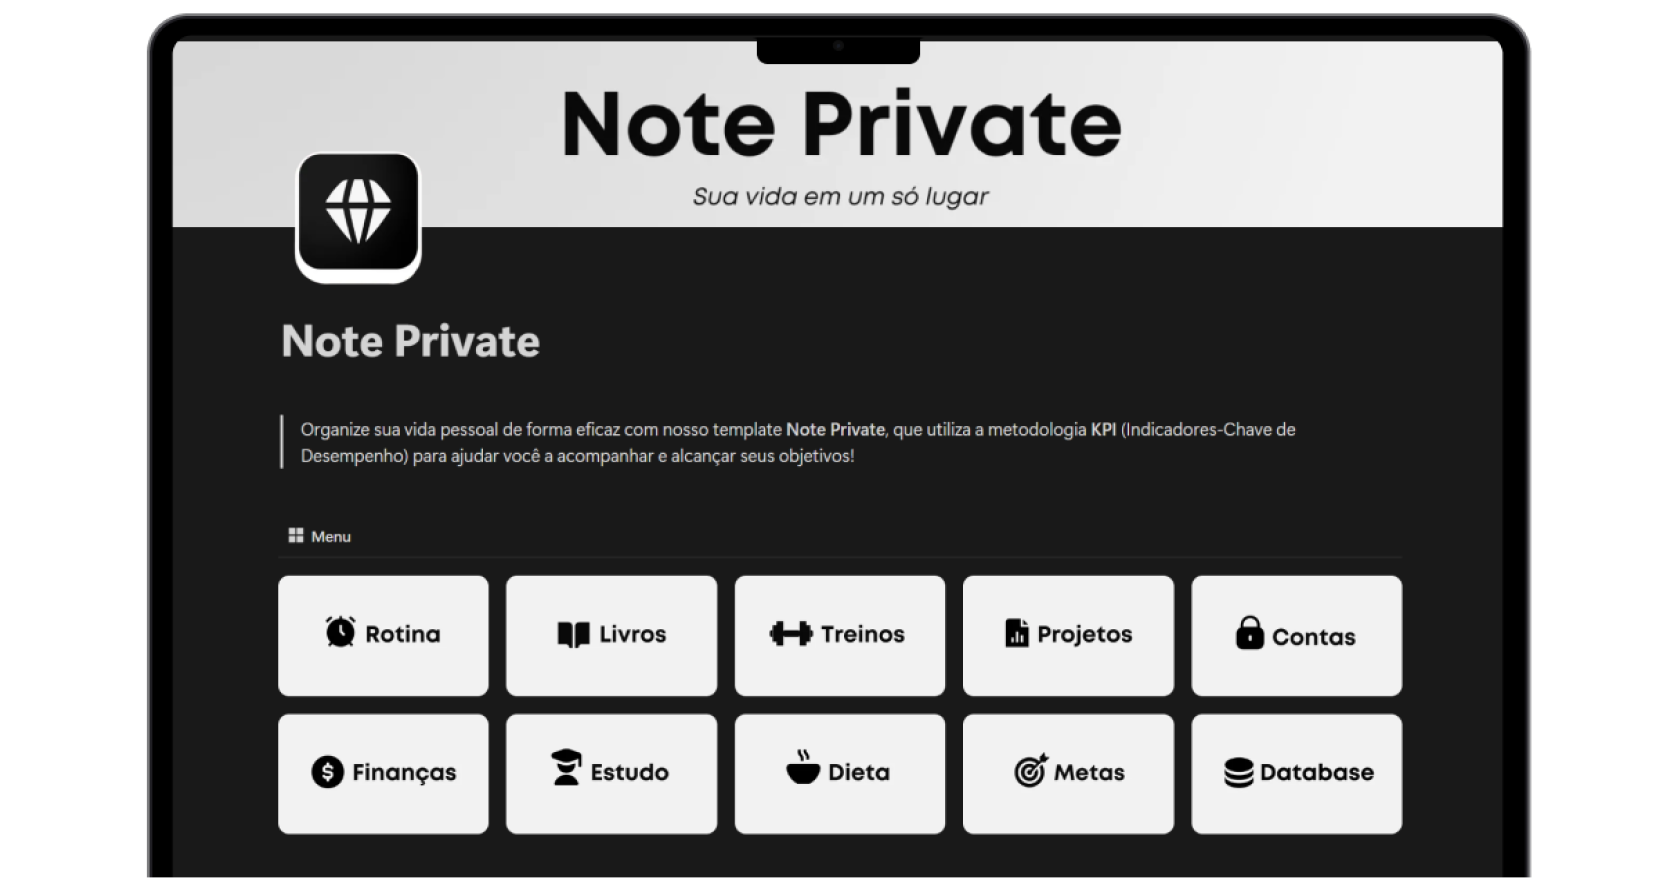 Note Private
Sua vida em um só lugar
Note Private
Organize sua vida pessoal de forma eficaz com nosso template Note Private, que utiliza a metodologia KPI (Indicadores-Chave de
Desempenho) para ajudar você a acompanhar e alcançar seus objetivos!
Menu
Rotina
Livros
Treinos
Projetos
Contas
Finanças
Estudo
Dieta
Metas
Database